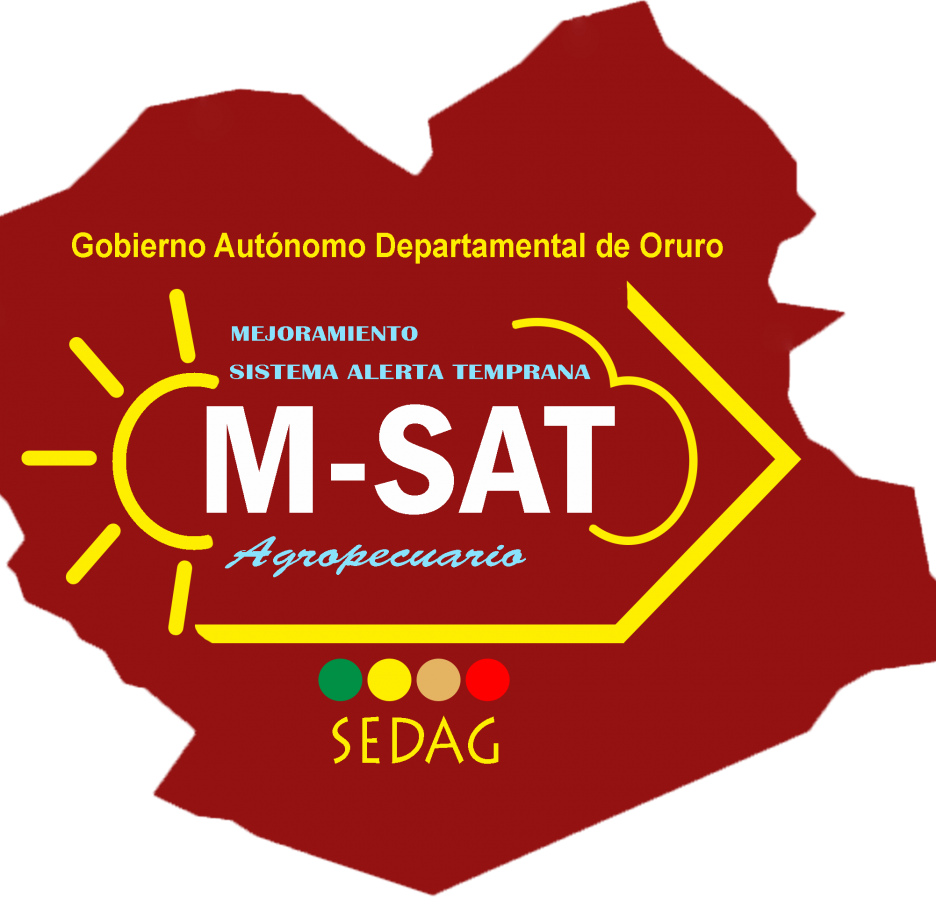 Gobierno Autónomo Departamental de Oruro
MEJORAMIENTO
SISTEMA ALERTA TEMPRANA
M-SAT
Agropecuario
SEDAG